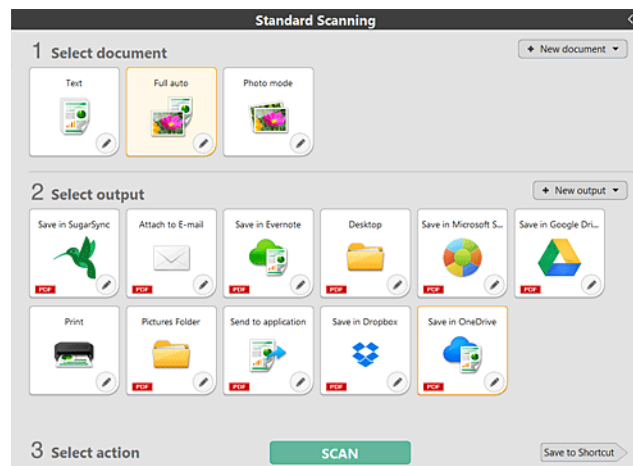 Standard Scanning
1 Select document
+ New document
Text
Full auto
Photo mode
2 Select output
+ New output
Save in SugarSync
Attach to E-mail
Save in Evernote
Desktop
Save in Microsoft S...
Save in Google Dri...
PDF
PDF
PDF
PDF
PDF
PDF
Print
Pictures Folder
Send to application
Save in Dropbox
Save in OneDrive
PDF
PDF
PDF
PDF
3 Select action
SCAN
Save to Shortcut